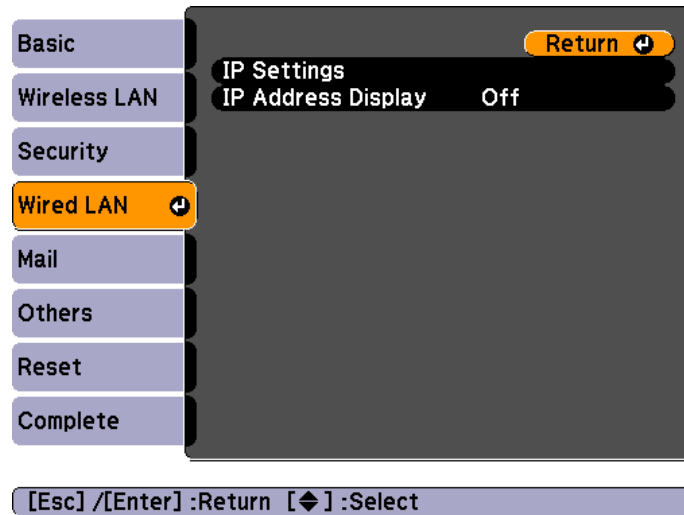 Basic
Wireless LAN
Security
Wired LAN
Mail
Others
Reset
Complete
Return
IP Settings
IP Address Display Off
[Esc] /[Enter] :Return [◆] :Select